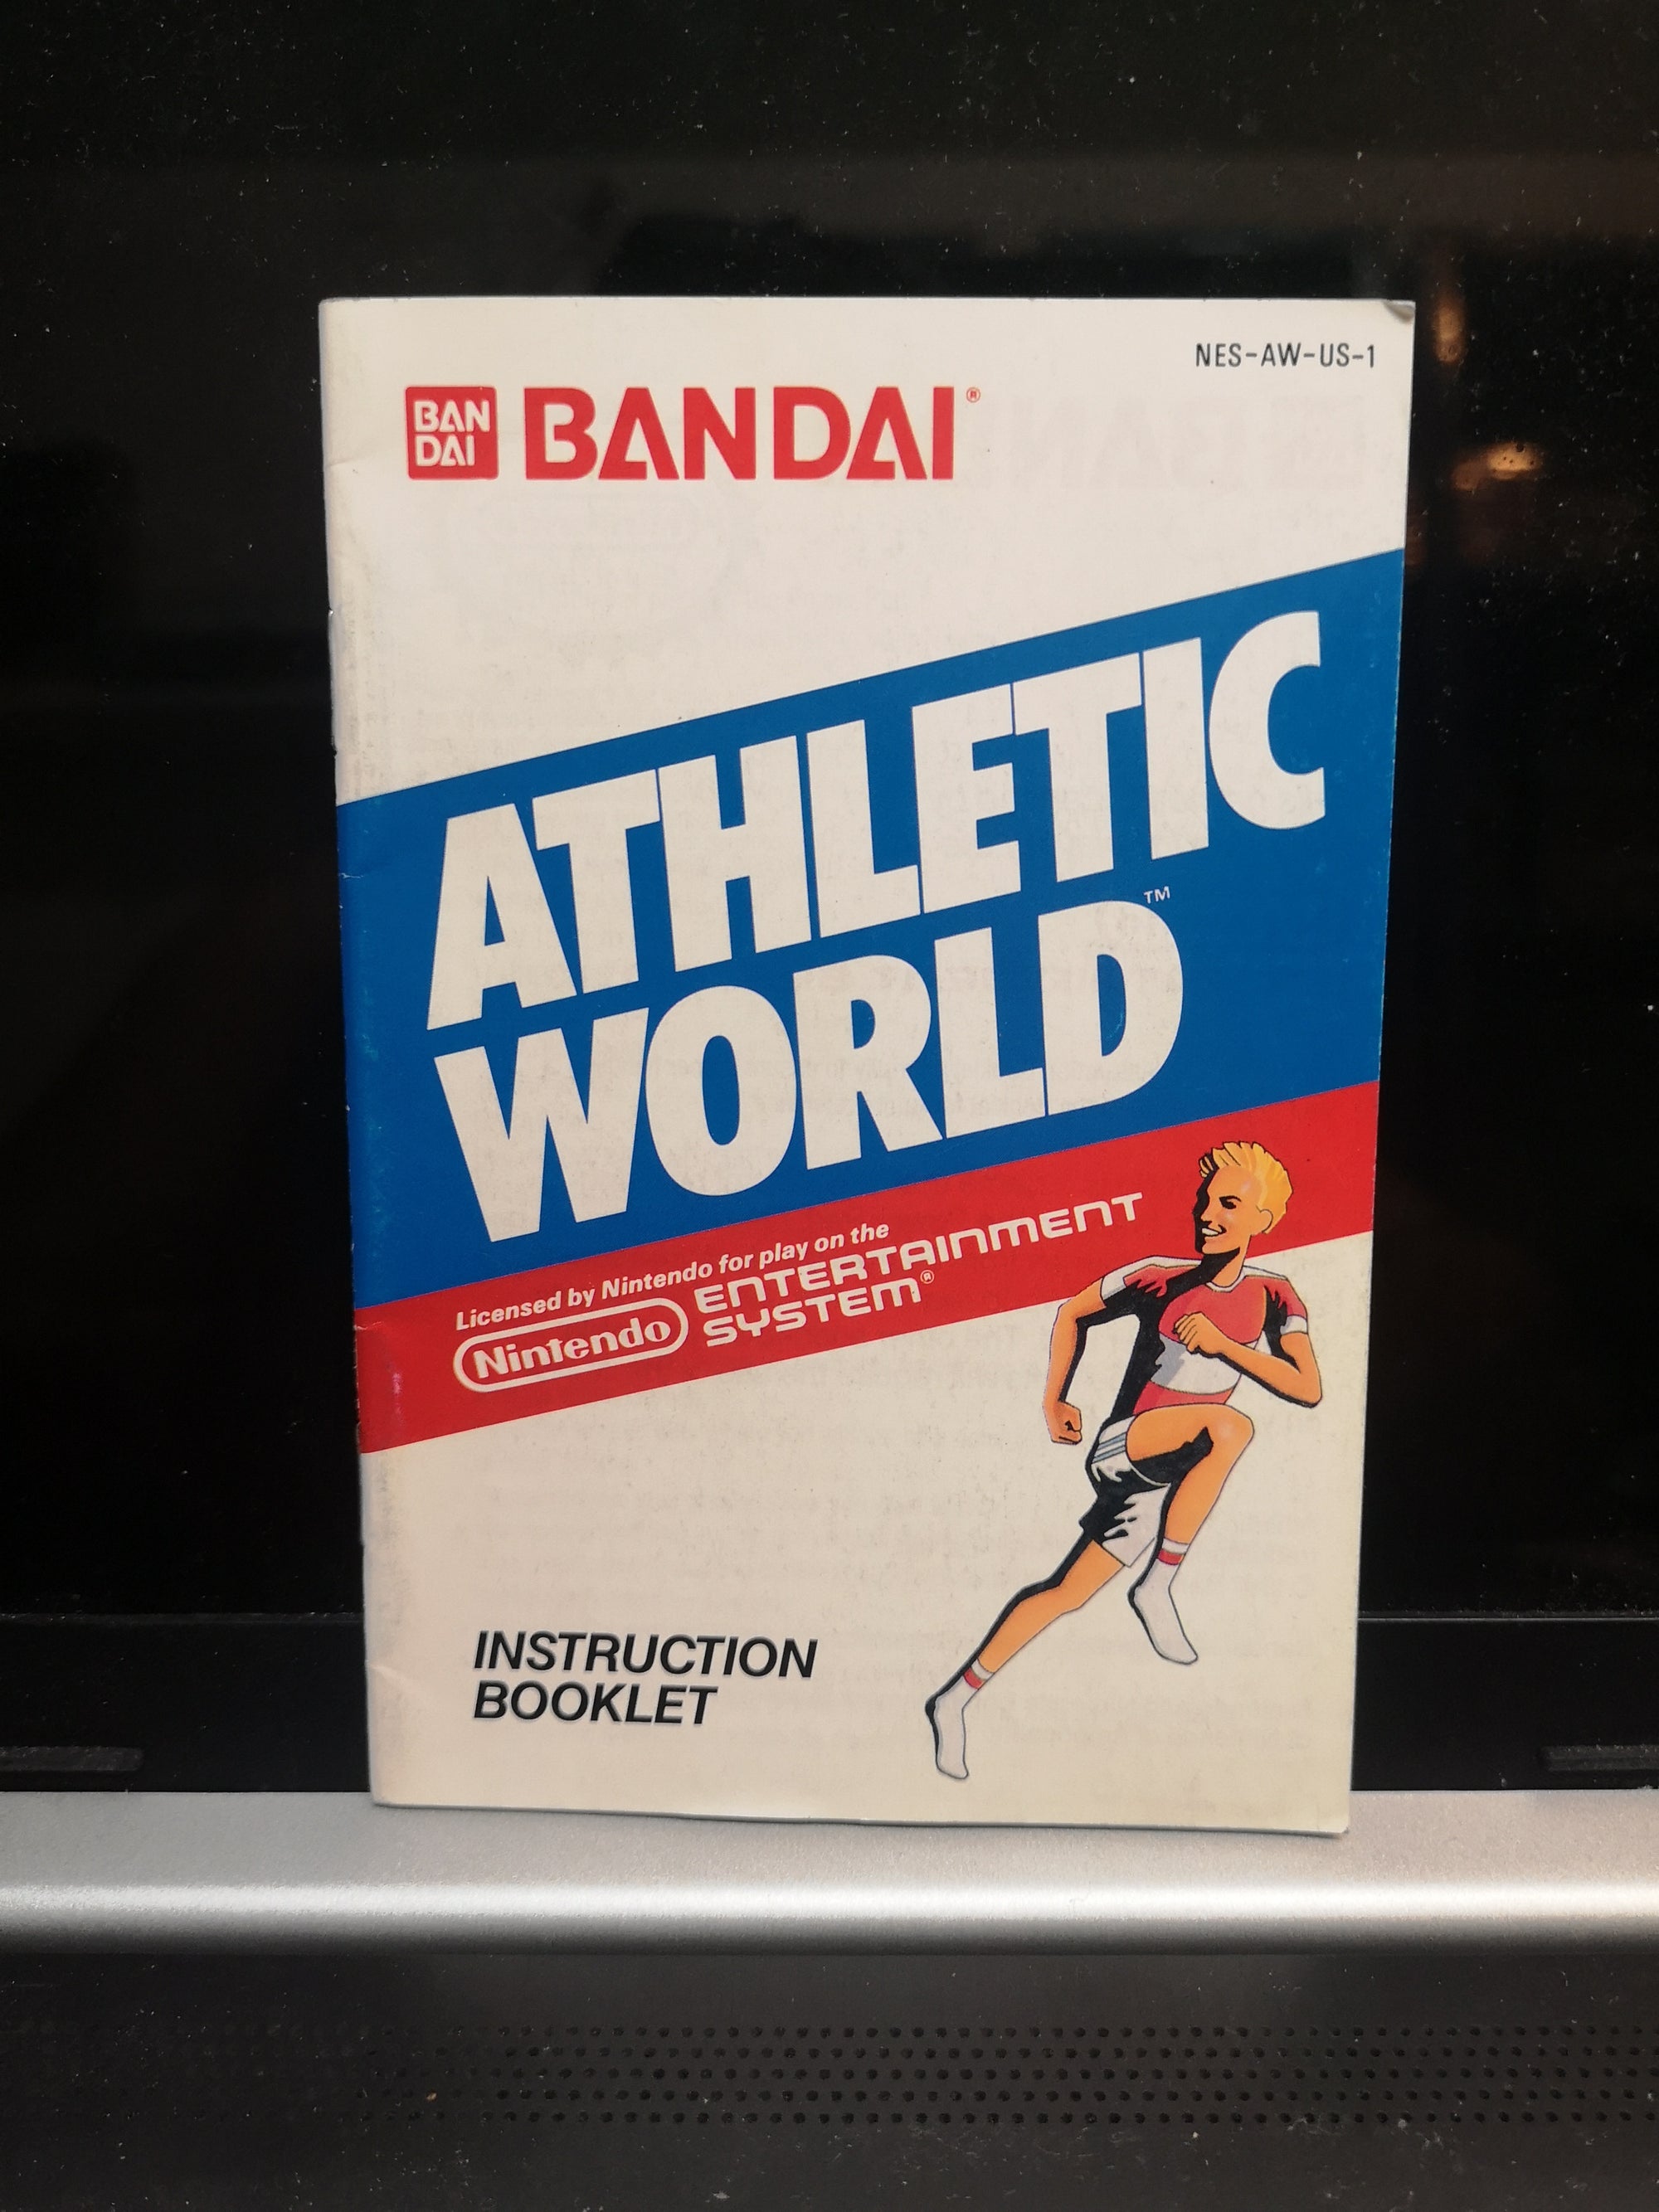 NES-AW-US-1
BAN
DAI
BANDAI®
ATHLETIC
WORLD™
Licensed by Nintendo for play on the
Nintendo ENTERTAINMENT
SYSTEM®
INSTRUCTION
BOOKLET